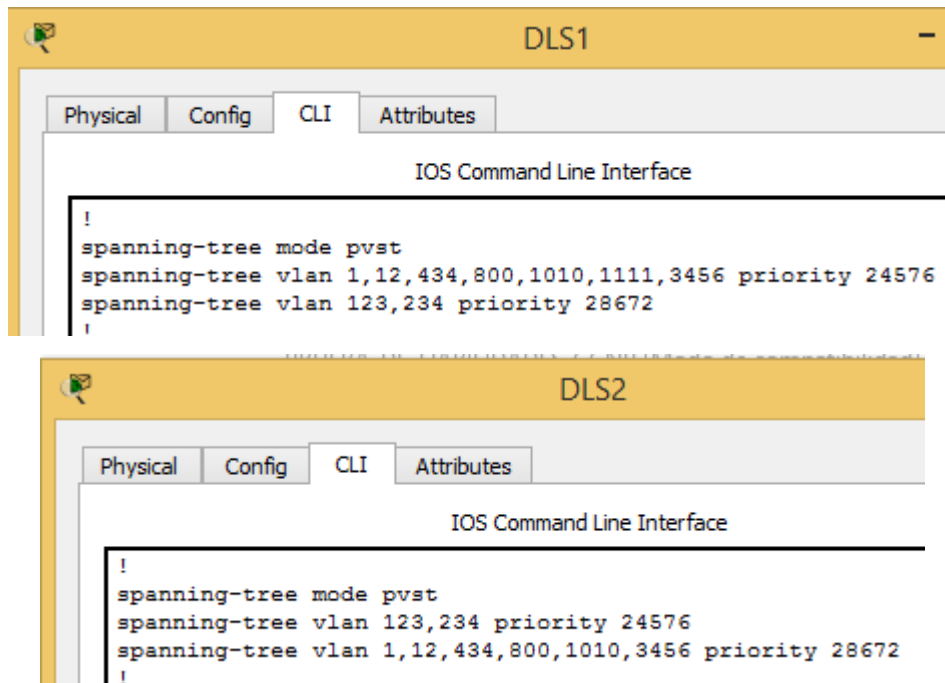 DLS1
Physical Config CLI Attributes
IOS Command Line Interface
!
spanning-tree mode pvst
spanning-tree vlan 1,12,434,800,1010,1111,3456 priority 24576
spanning-tree vlan 123,234 priority 28672
!
DLS2
Physical Config CLI Attributes
IOS Command Line Interface
!
spanning-tree mode pvst
spanning-tree vlan 123,234 priority 24576
spanning-tree vlan 1,12,434,800,1010,3456 priority 28672
!